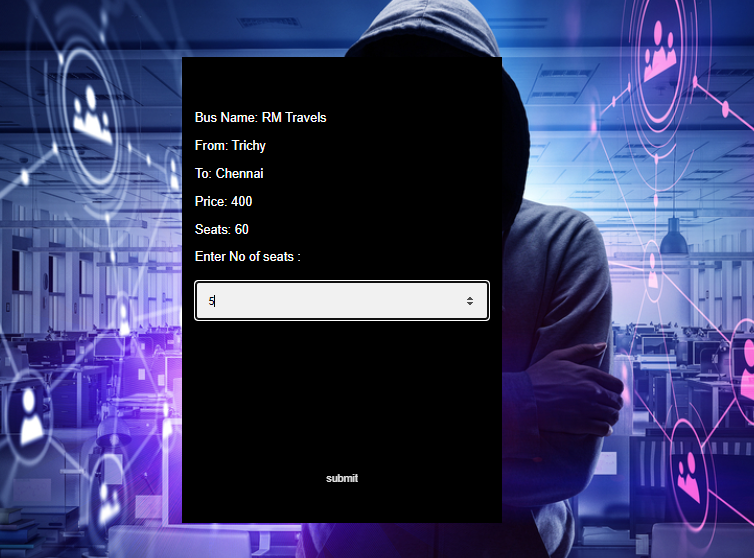 Bus Name: RM Travels
From: Trichy
To: Chennai
Price: 400
Seats: 60
Enter No of seats :
5
submit